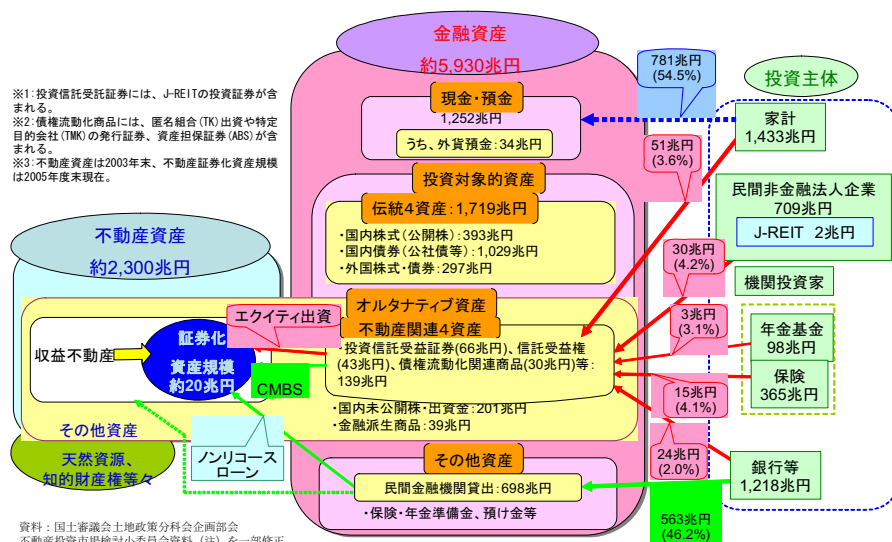 金融資産
約5,930兆円
※1:投資信託受託証券には、J-REITの投資証券が含
まれる。
※2:債権流動化商品には、匿名組合(TK)出資や特定
目的会社(TMK)の発行証券、資産担保証券(ABS)が含
まれる。
※3:不動産資産は2003年末、不動産証券化資産規模
は2005年度末現在。
現金・預金
1,252兆円
うち、外貨預金:34兆円
781兆円
(54.5%)
投資主体
家計
1,433兆円
51兆円
(3.6%)
投資対象的資産
伝統4資産:1,719兆円
・国内株式(公開株):393兆円
・国内債券(公社債等):1,029兆円
・外国株式・債券:297兆円
民間非金融法人企業
709兆円
J-REIT 2兆円
30兆円
(4.2%)
機関投資家
不動産資産
約2,300兆円
オルタナティブ資産
不動産関連4資産
・投資信託受益証券(66兆円)、信託受益権
(43兆円)、債権流動化関連商品(30兆円)等:
139兆円
エクイティ出資
収益不動産
証券化
資産規模
約20兆円
CMBS
3兆円
(3.1%)
年金基金
98兆円
保険
365兆円
15兆円
(4.1%)
・国内未公開株・出資金:201兆円
・金融派生商品:39兆円
その他資産
天然資源、
知的財産権等々
ノンリコース
ローン
24兆円
(2.0%)
その他資産
民間金融機関貸出:698兆円
・保険・年金準備金、預け金等
銀行等
1,218兆円
563兆円
(46.2%)
資料:国土審議会土地政策分科会企画部会
不動産投資市場検討小委員会資料(注)を一部修正